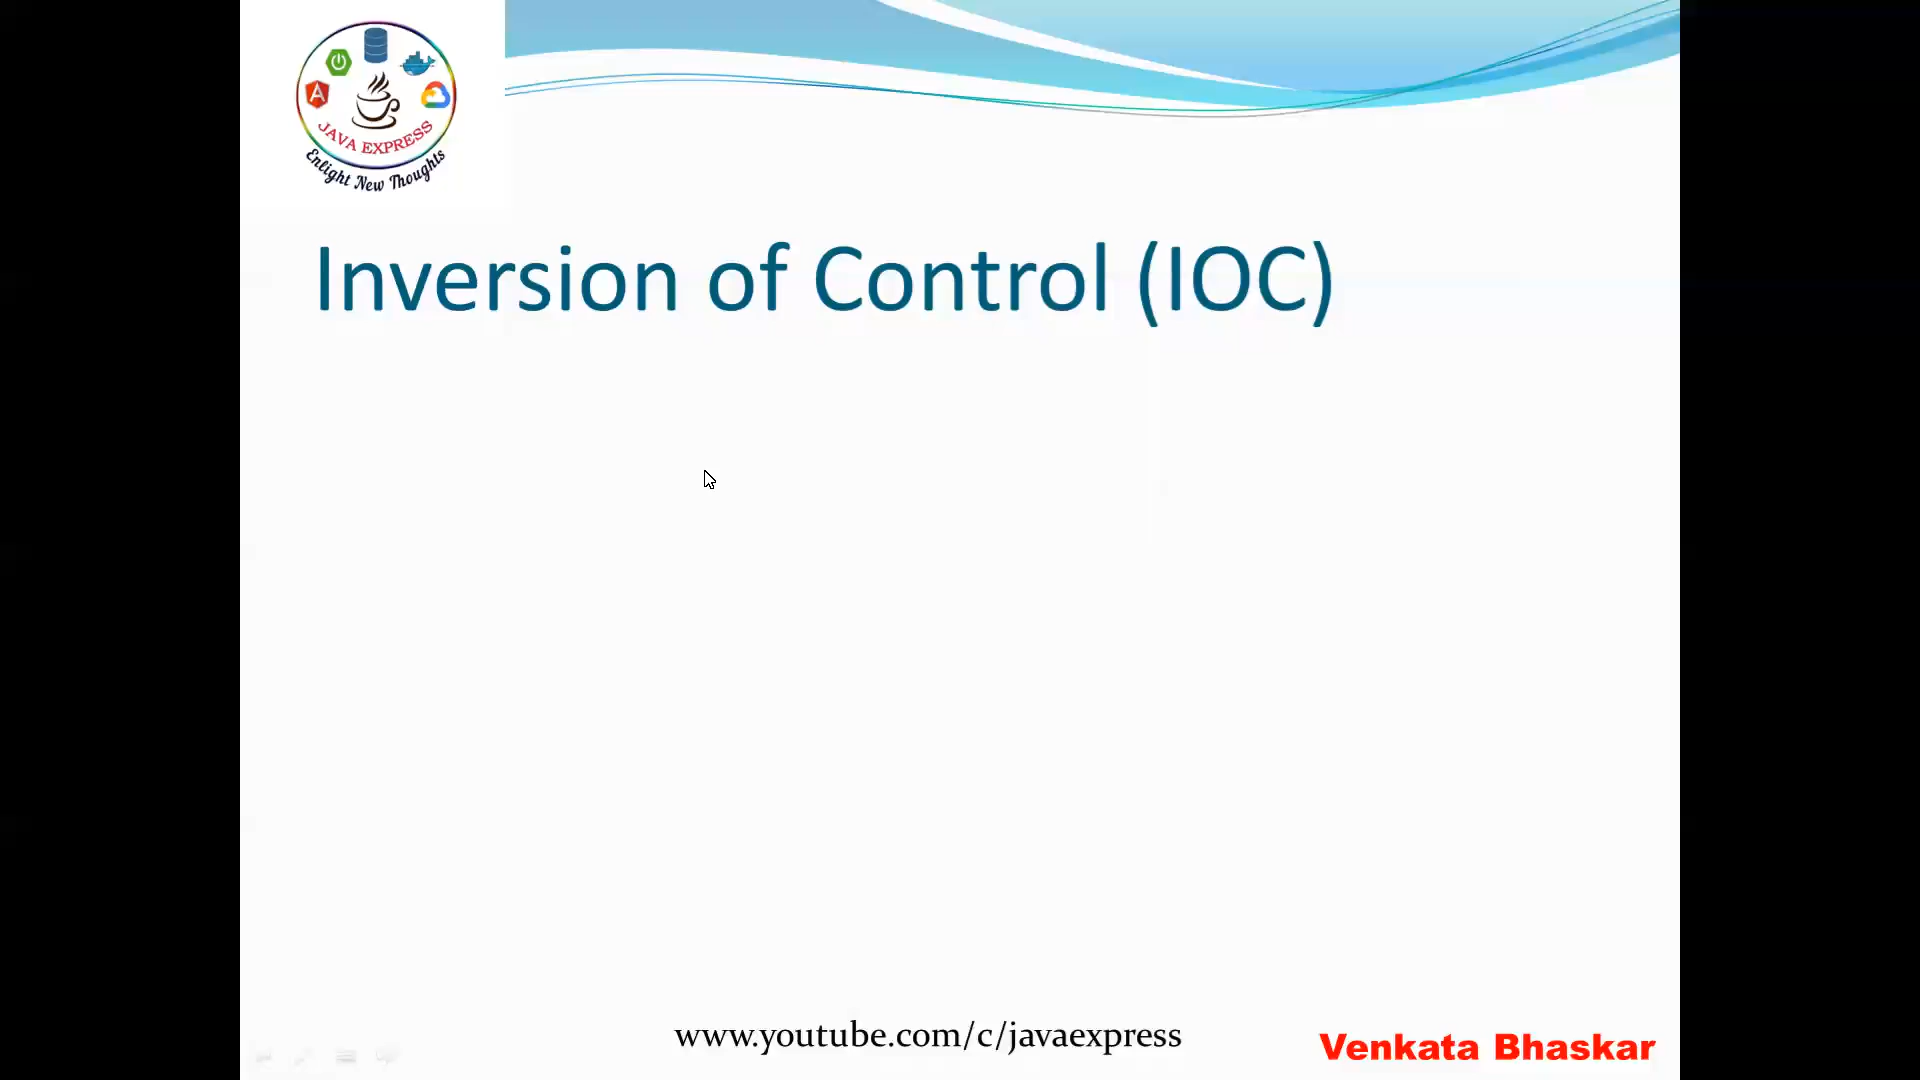 JAVA EXPRESS
Enlight New Thoughts
Inversion of Control (IOC)
www.youtube.com/c/javaexpress
Venkata Bhaskar